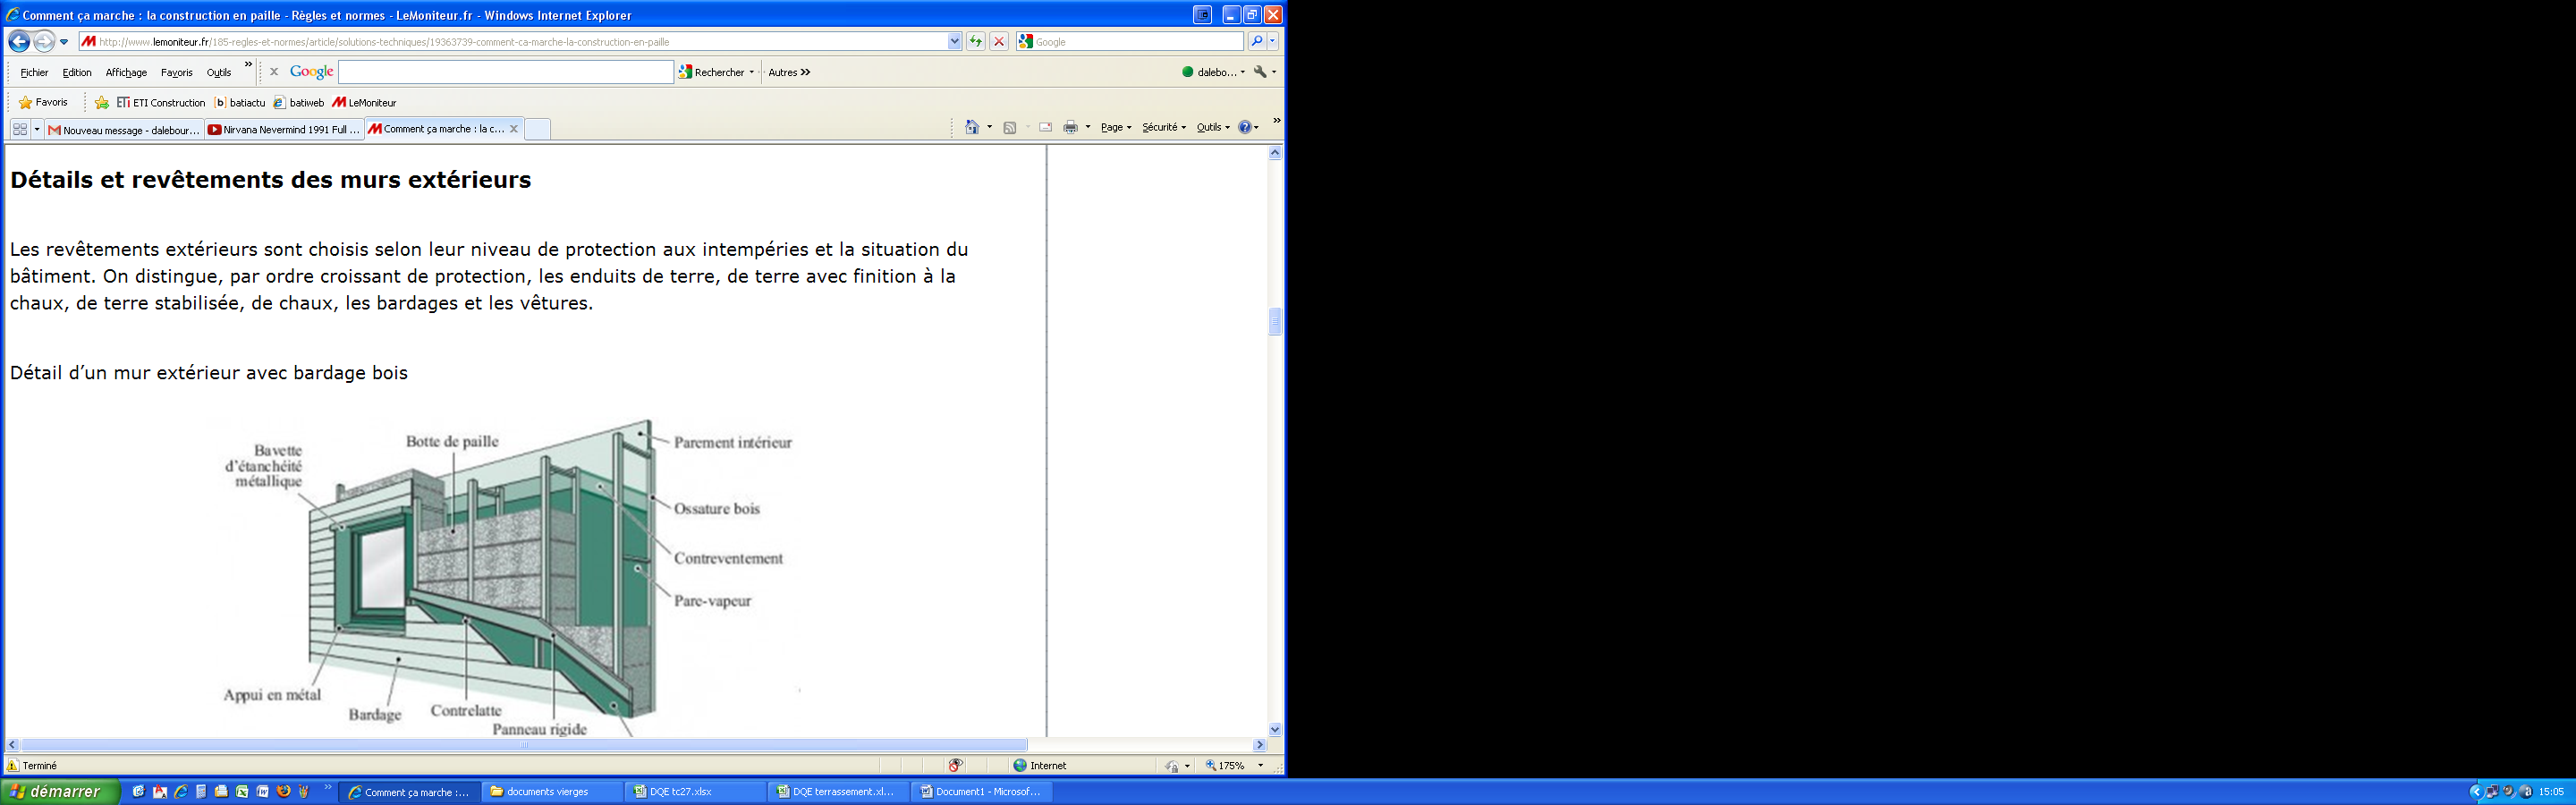 Comment ça marche : la construction en paille - Règles et normes - LeMoniteur.fr - Windows Internet Explorer
http://www.lemoniteur.fr/185-regles-et-normes/article/solutions-techniques/19363739-comment-ca-marche-la-construction-en-paille
Google
Fichier Edition Affichage Favoris Outils » x Google Rechercher Autres » dalebo...
Favoris ETI Construction batiactu batiweb LeMoniteur
Nouveau message - dalebour... Nirvana Nevermind 1991 Full ... Comment ça marche : la c... Page Sécurité Outils »
Détails et revêtements des murs extérieurs
Les revêtements extérieurs sont choisis selon leur niveau de protection aux intempéries et la situation du
bâtiment. On distingue, par ordre croissant de protection, les enduits de terre, de terre avec finition à la
chaux, de terre stabilisée, de chaux, les bardages et les vêtures.
Détail d’un mur extérieur avec bardage bois
Botte de paille
Parement intérieur
Bavette
d’étanchéité
métallique
Ossature bois
Contreventement
Pare-vapeur
Appui en métal
Bardage
Contrelatte
Panneau rigide
Terminé Internet 175%
démarrer » Comment ça marche :... documents vierges DQE tc27.xlsx DQE terrassement.xl... Document1 - Microsof... 15:05